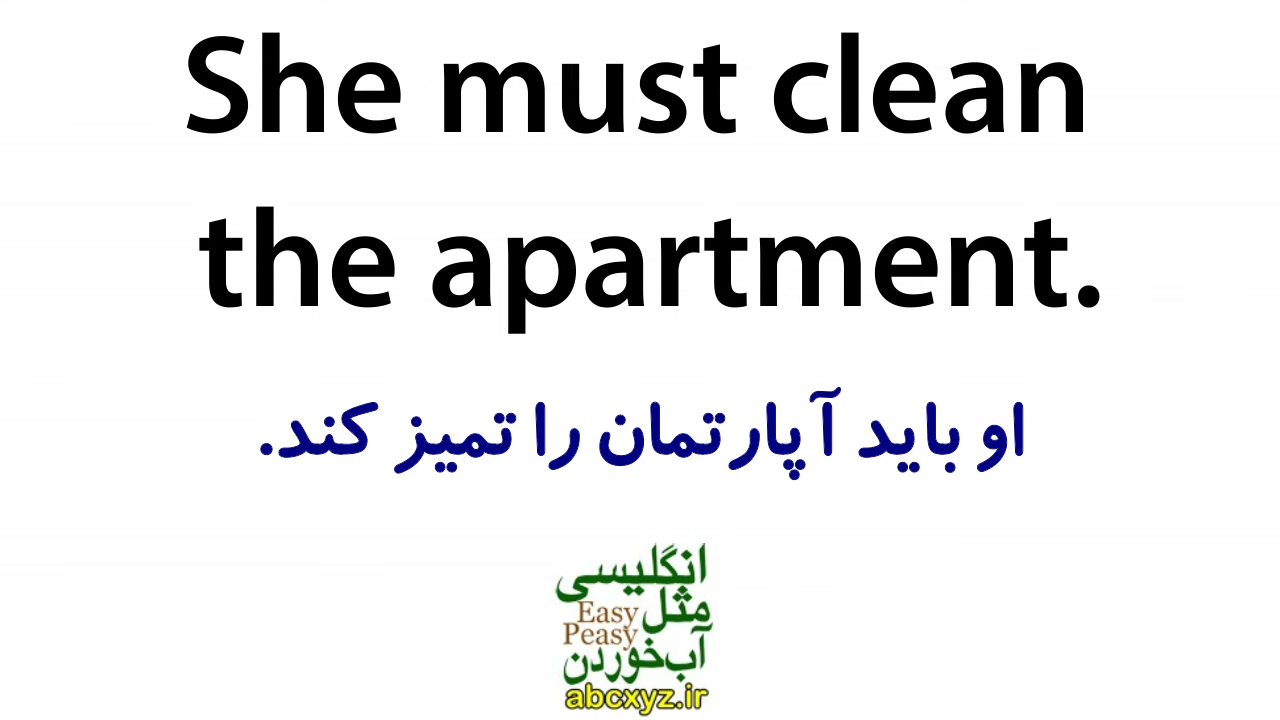 She must clean
the apartment.
او باید آپارتمان را تمیز کند.
انگلیسی
مثل
Easy
Peasy
آب‌خوردن
abcxyz.ir